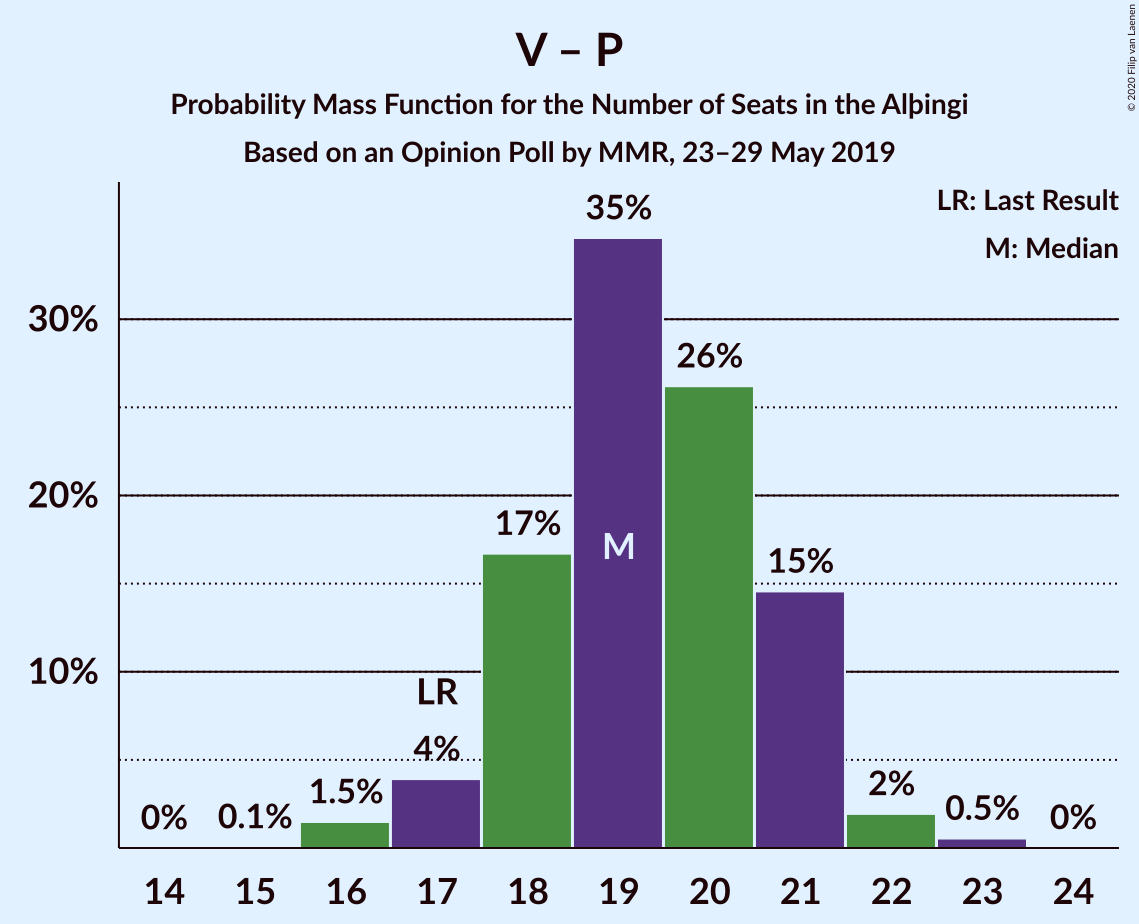 V – P
Probability Mass Function for the Number of Seats in the Alþingi
Based on an Opinion Poll by MMR, 23–29 May 2019
© 2020 Filip van Laenen
LR: Last Result
M: Median
30%
20%
10%
0%
0.1%
1.5%
LR
4%
17%
35%
M
26%
15%
2%
0.5%
0%
14 15 16 17 18 19 20 21 22 23 24